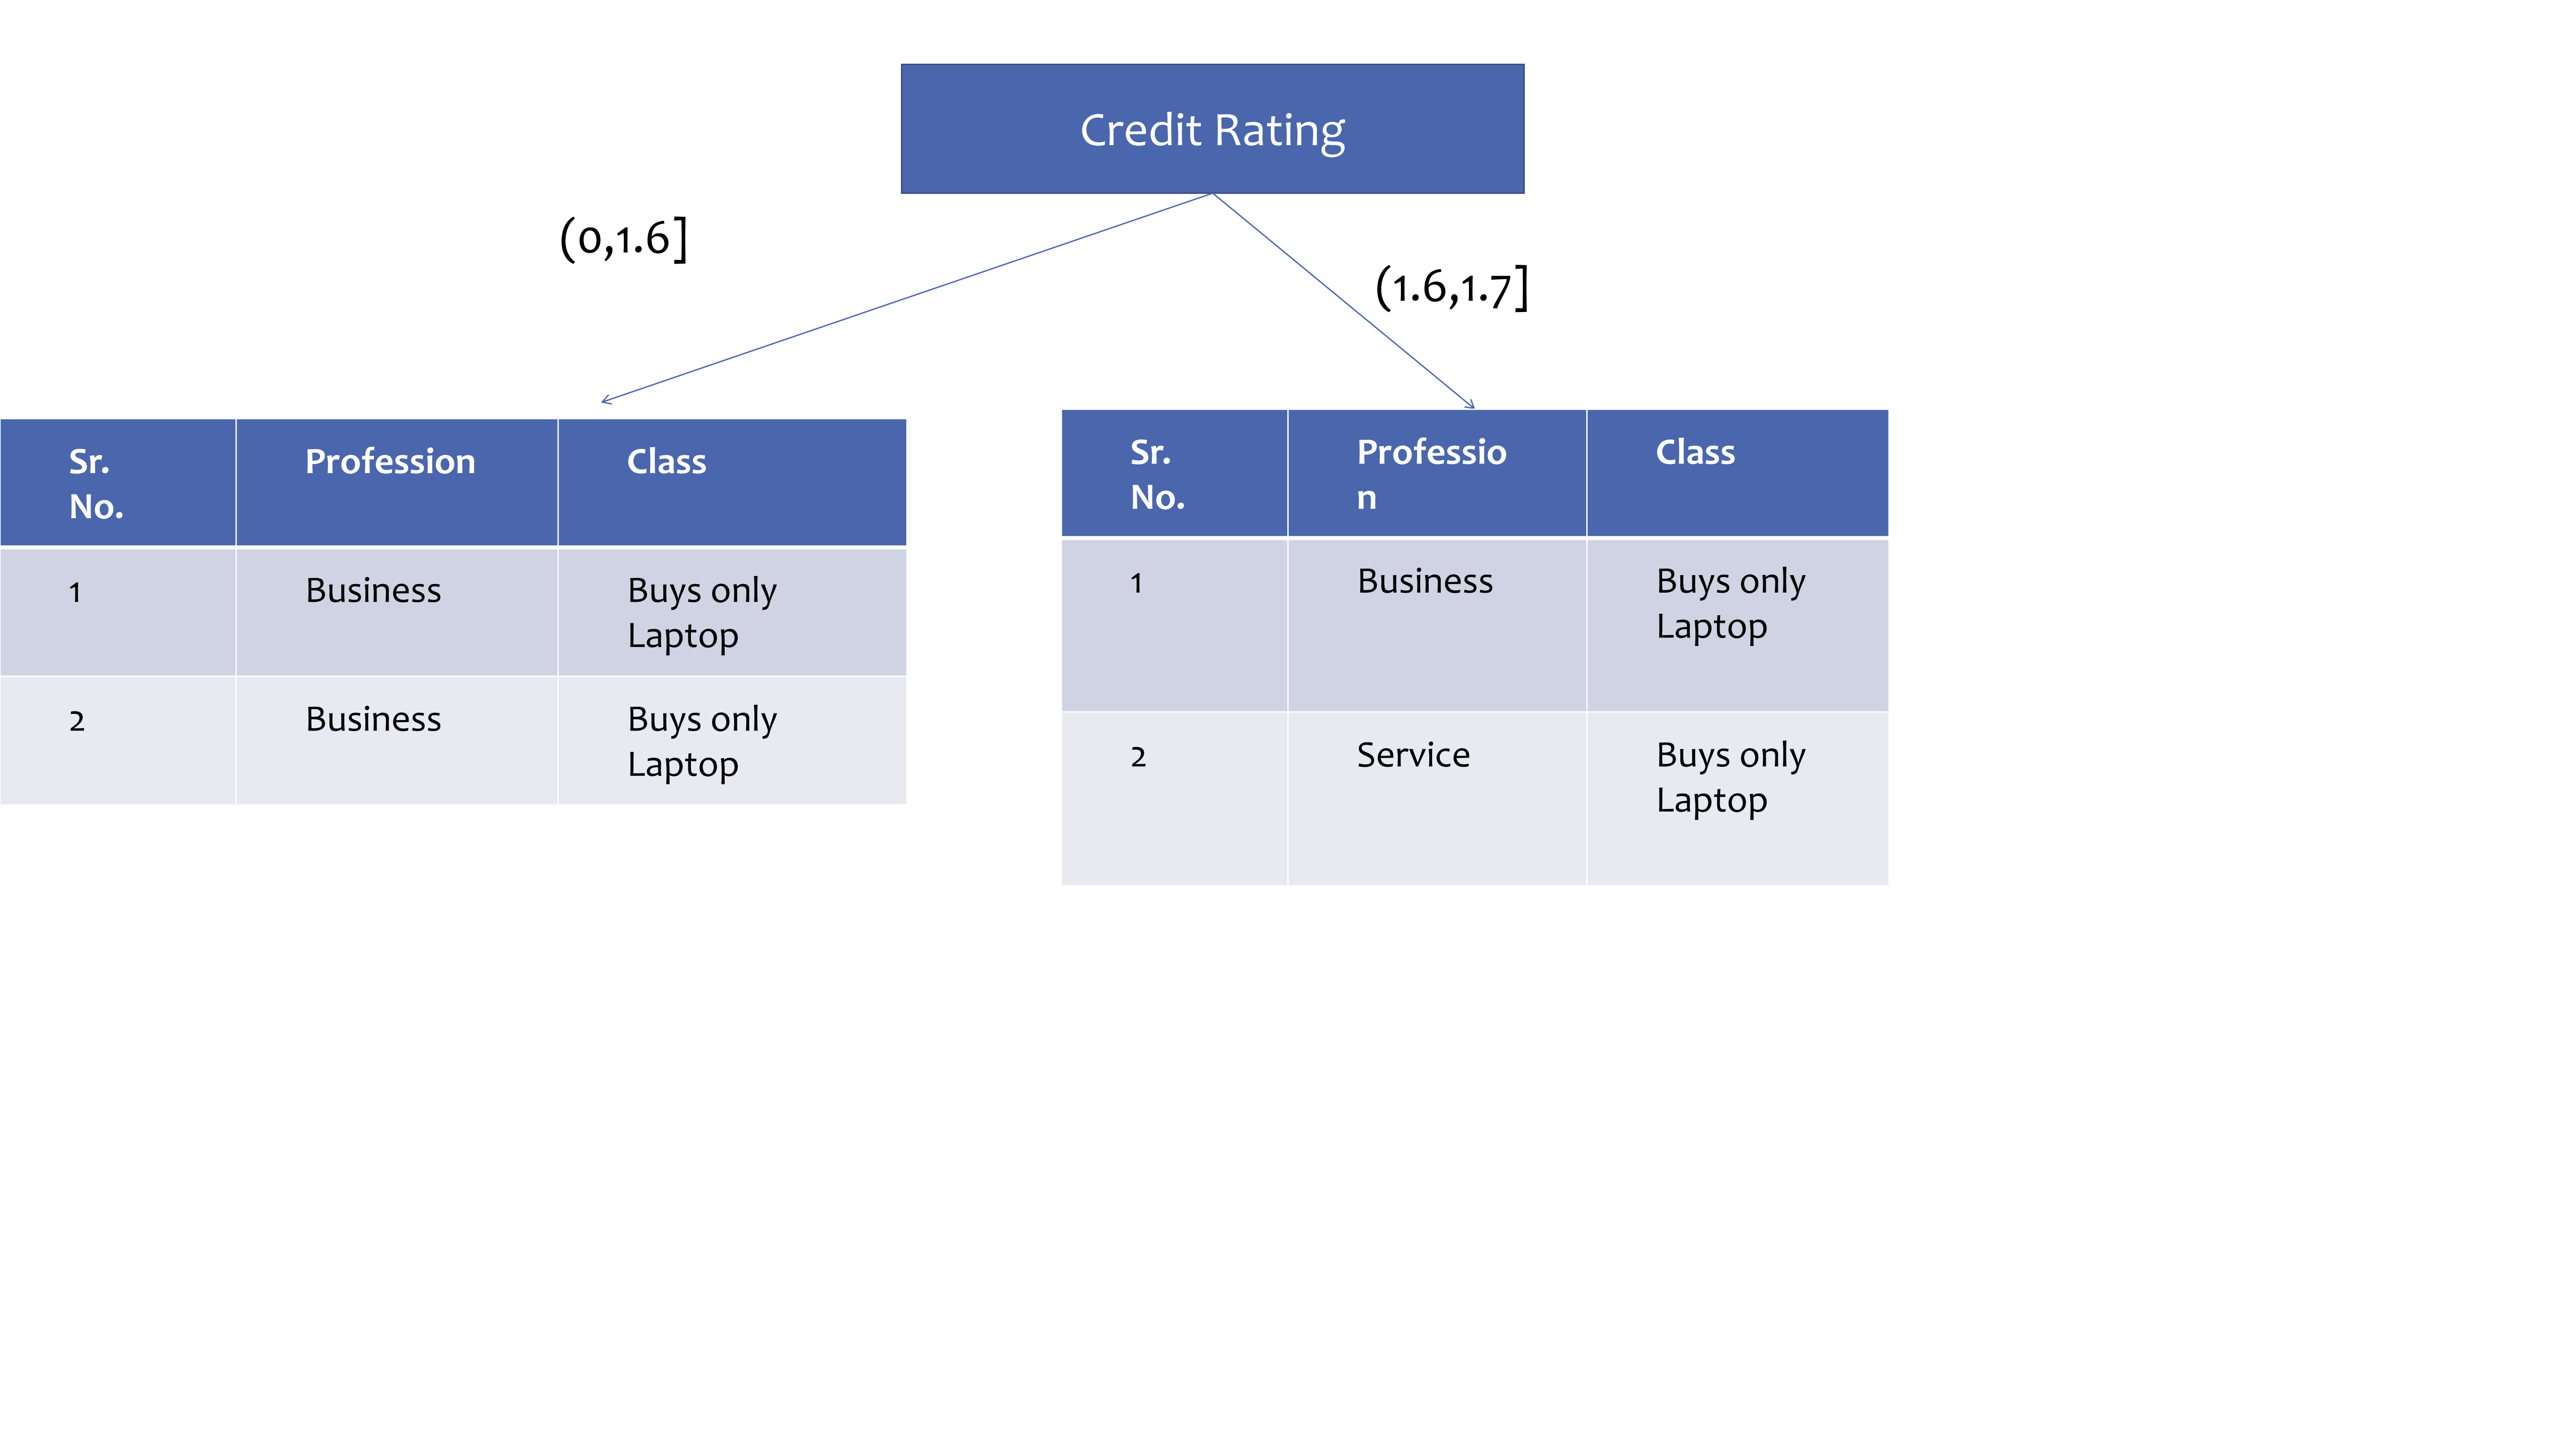 Credit Rating
(0,1.6]
(1.6,1.7]
Sr.
No.
Profession
Class
1
Business
Buys only
Laptop
2
Business
Buys only
Laptop
Sr.
No.
Professio
n
Class
1
Business
Buys only
Laptop
2
Service
Buys only
Laptop